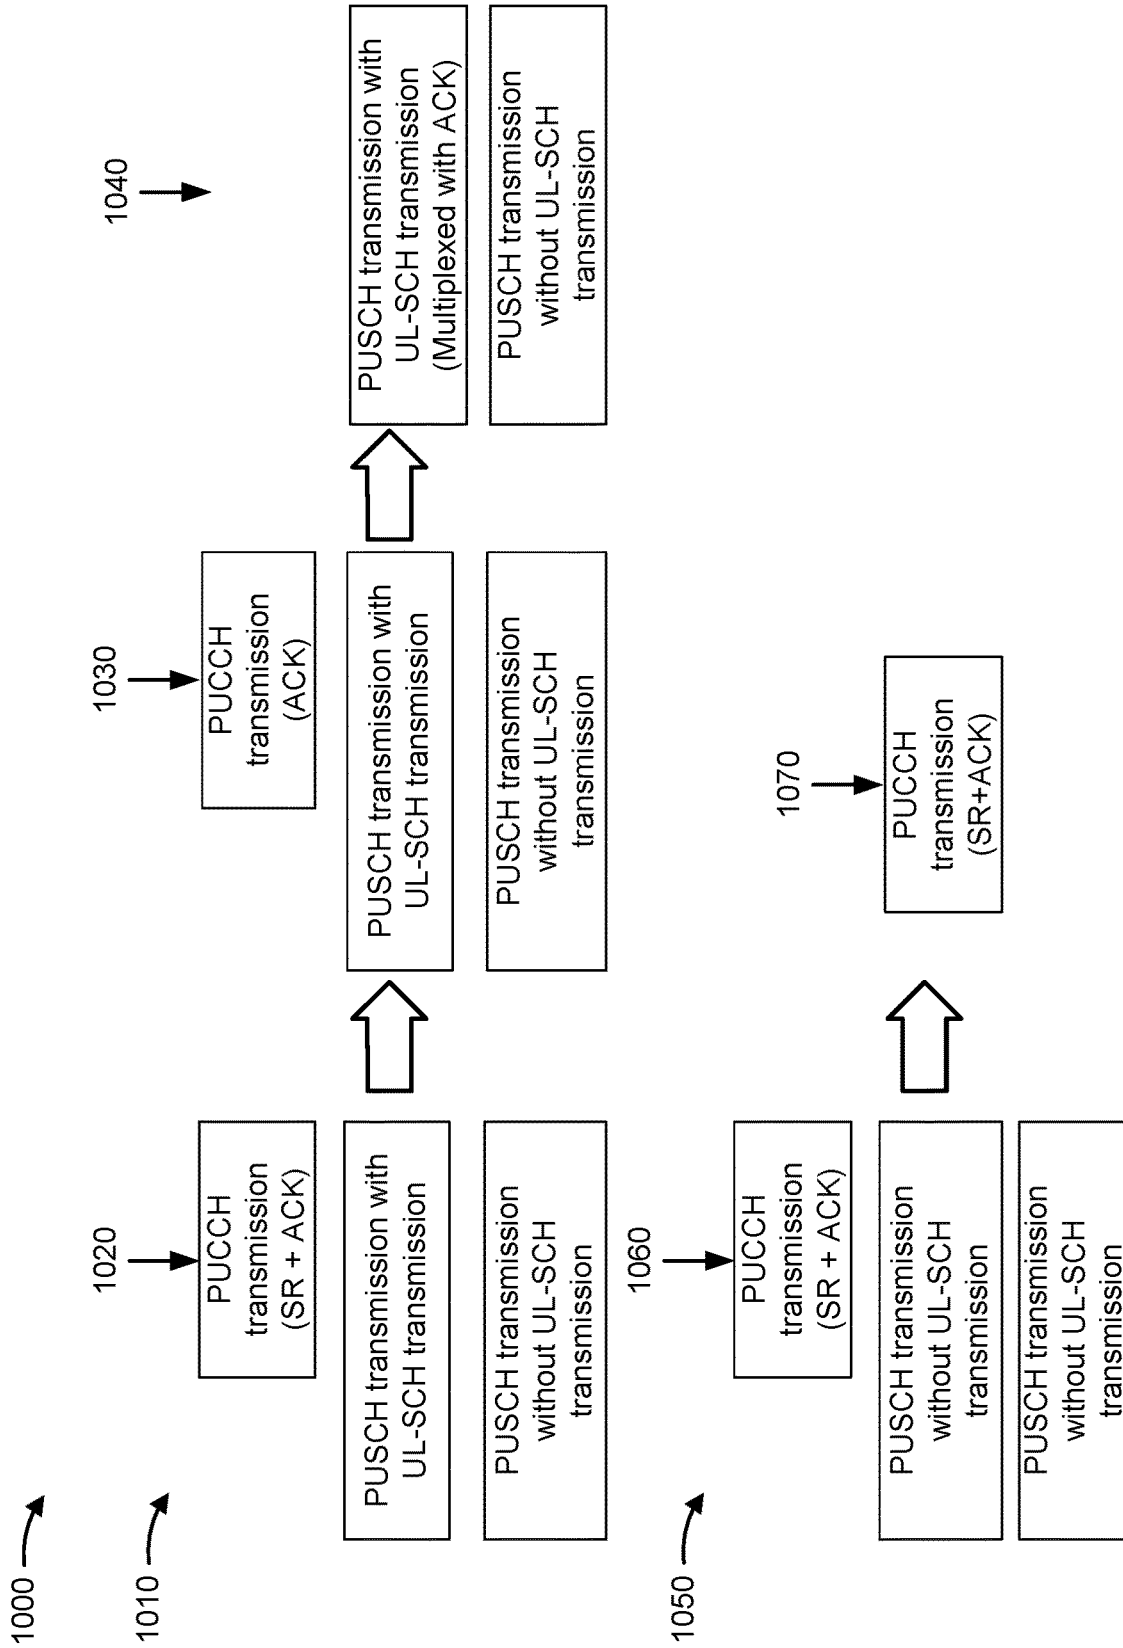 1000
1010
1020
PUCCH
transmission
(SR + ACK)
PUSCH transmission with
UL-SCH transmission
PUSCH transmission
without UL-SCH
transmission
1030
PUCCH
transmission
(ACK)
PUSCH transmission with
UL-SCH transmission
PUSCH transmission
without UL-SCH
transmission
1040
PUSCH transmission with
UL-SCH transmission
(Multiplexed with ACK)
PUSCH transmission
without UL-SCH
transmission
1050
1060
PUCCH
transmission
(SR + ACK)
PUSCH transmission
without UL-SCH
transmission
PUSCH transmission
without UL-SCH
transmission
1070
PUCCH
transmission
(SR+ACK)